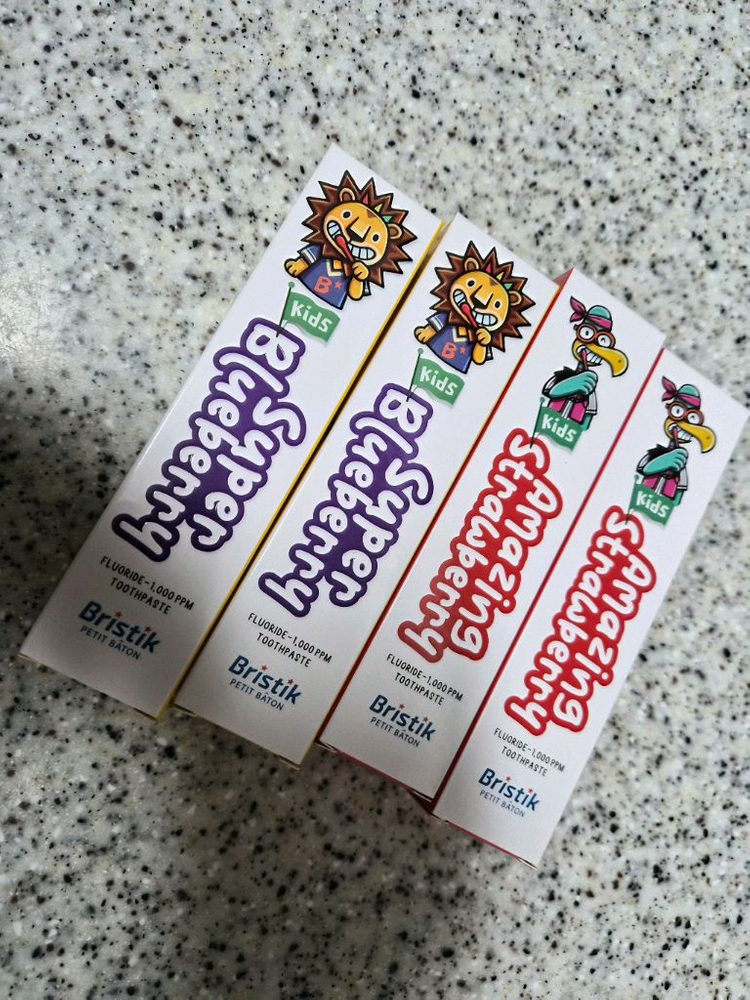 B*
Kids
Super
Blueberry
FLUORIDE-1,000 PPM
TOOTHPASTE
Bristik
PETIT BÂTON
B*
Kids
Super
Blueberry
FLUORIDE-1,000 PPM
TOOTHPASTE
Bristik
PETIT BÂTON
Kids
Amazing
Strawberry
FLUORIDE-1,000 PPM
TOOTHPASTE
Bristik
PETIT BÂTON
Kids
Amazing
Strawberry
FLUORIDE-1,000 PPM
TOOTHPASTE
Bristik
PETIT BÂTON